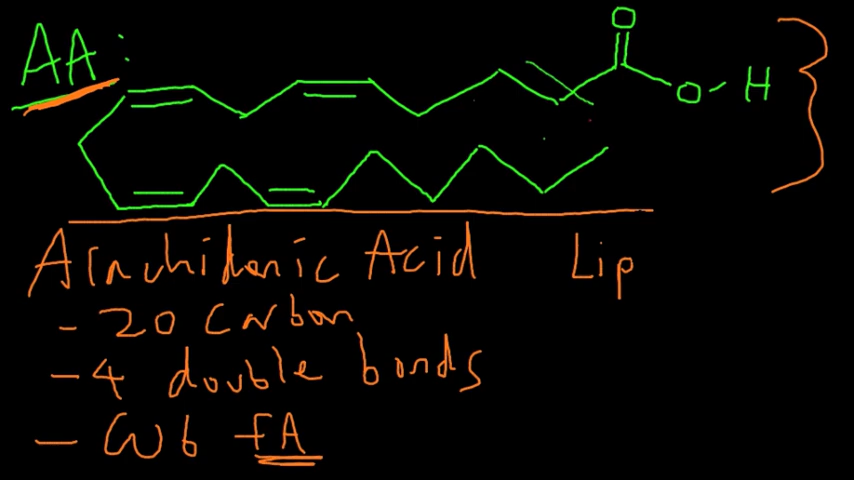 AA:
O
O-H
Arachidonic Acid Lip
- 20 carbon
- 4 double bonds
- ω6 FA